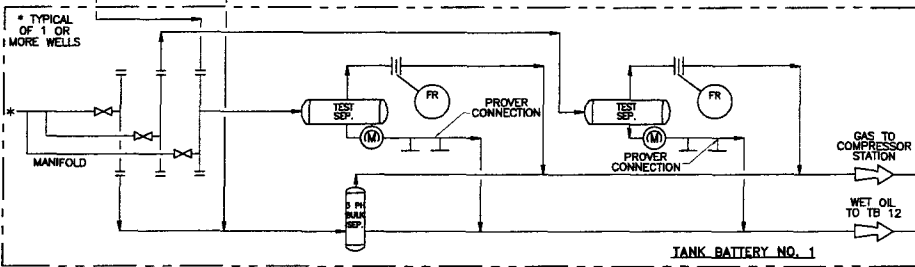 * TYPICAL
OF 1 OR
MORE WELLS
*
MANIFOLD
TEST
SEP.
FR
M
PROVER
CONNECTION
TEST
SEP.
FR
M
PROVER
CONNECTION
GAS TO
COMPRESSOR
STATION
3 PH
BULK
SEP.
WET OIL
TO TB 12
TANK BATTERY NO. 1